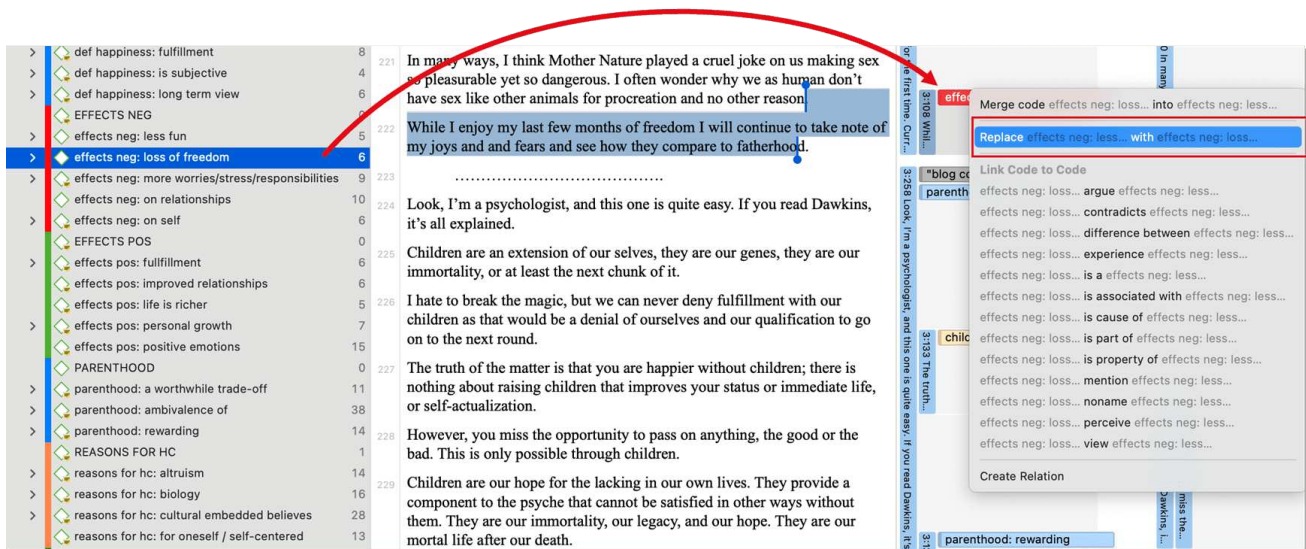 def happiness: fulfillment 8
def happiness: is subjective 4
def happiness: long term view 6
EFFECTS NEG 0
effects neg: less fun 5
effects neg: loss of freedom 6
effects neg: more worries/stress/responsibilities 9
effects neg: on relationships 10
effects neg: on self 6
EFFECTS POS 0
effects pos: fullfillment 6
effects pos: improved relationships 6
effects pos: life is richer 5
effects pos: personal growth 7
effects pos: positive emotions 15
PARENTHOOD 0
parenthood: a worthwhile trade-off 11
parenthood: ambivalence of 38
parenthood: rewarding 14
REASONS FOR HC 1
reasons for hc: altruism 14
reasons for hc: biology 16
reasons for hc: cultural embedded believes 28
reasons for hc: for oneself / self-centered 13
221 In many ways, I think Mother Nature played a cruel joke on us making sex
so pleasurable yet so dangerous. I often wonder why we as human don't
have sex like other animals for procreation and no other reason.
222 While I enjoy my last few months of freedom I will continue to take note of
my joys and and fears and see how they compare to fatherhood.
223 ......................................
224 Look, I'm a psychologist, and this one is quite easy. If you read Dawkins,
it's all explained.
225 Children are an extension of our selves, they are our genes, they are our
immortality, or at least the next chunk of it.
226 I hate to break the magic, but we can never deny fulfillment with our
children as that would be a denial of ourselves and our qualification to go
on to the next round.
227 The truth of the matter is that you are happier without children; there is
nothing about raising children that improves your status or immediate life,
or self-actualization.
228 However, you miss the opportunity to pass on anything, the good or the
bad. This is only possible through children.
229 Children are our hope for the lacking in our own lives. They provide a
component to the psyche that cannot be satisfied in other ways without
them. They are our immortality, our legacy, and our hope. They are our
mortal life after our death.
or the first time. Curr...
3:108 Whil...
effec
3:258 Look, I'm a psychologist, and this one is quite easy. If you read Dawkins, it's
"blog co
parenth
3:133 The truth...
chilc
parenthood: rewarding
0 In many
Dawkins, i...
miss the...
Merge code effects neg: loss... into effects neg: less...
Replace effects neg: less... with effects neg: loss...
Link Code to Code
effects neg: loss... argue effects neg: less...
effects neg: loss... contradicts effects neg: less...
effects neg: loss... difference between effects neg: less...
effects neg: loss... experience effects neg: less...
effects neg: loss... is a effects neg: less...
effects neg: loss... is associated with effects neg: less...
effects neg: loss... is cause of effects neg: less...
effects neg: loss... is part of effects neg: less...
effects neg: loss... is property of effects neg: less...
effects neg: loss... mention effects neg: less...
effects neg: loss... noname effects neg: less...
effects neg: loss... perceive effects neg: less...
effects neg: loss... view effects neg: less...
Create Relation